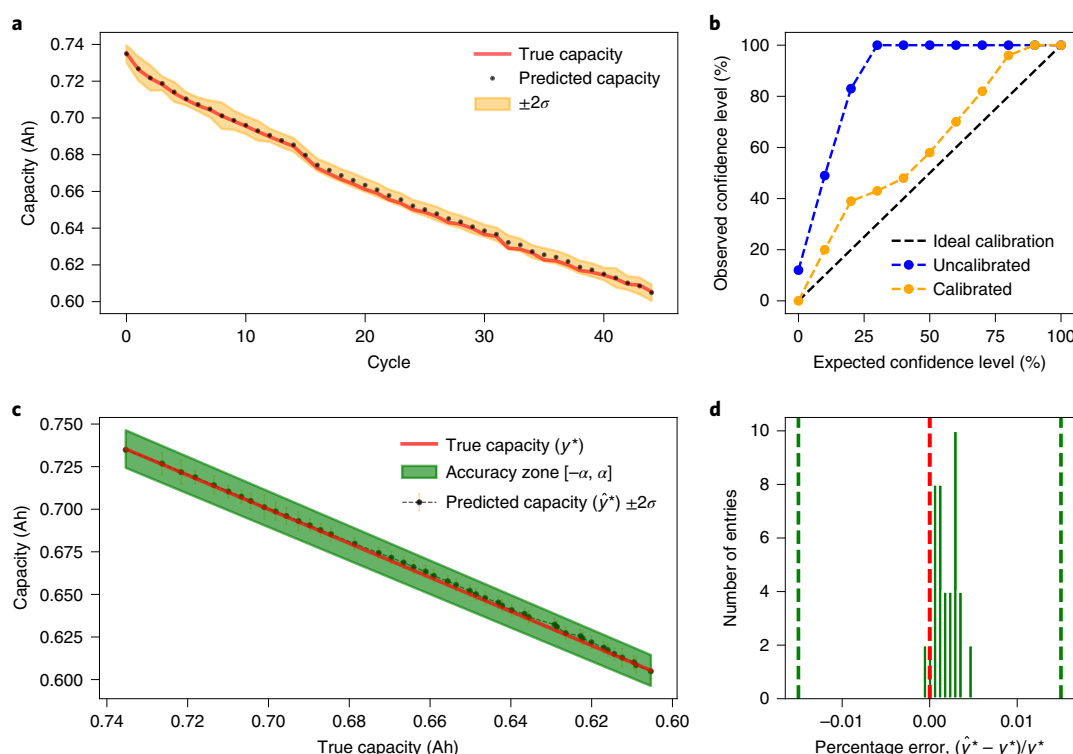 a
0.74
0.72
0.70
0.68
0.66
0.64
0.62
0.60
Capacity (Ah)
True capacity
Predicted capacity
±2σ
0
10
20
30
40
Cycle
b
100
80
60
40
20
0
Observed confidence level (%)
Ideal calibration
Uncalibrated
Calibrated
0
25
50
75
100
Expected confidence level (%)
c
0.750
0.725
0.700
0.675
0.650
0.625
0.600
Capacity (Ah)
True capacity (y*)
Accuracy zone [−α, α]
Predicted capacity (ŷ*) ±2σ
0.74
0.72
0.70
0.68
0.66
0.64
0.62
0.60
True capacity (Ah)
d
10
8
6
4
2
0
Number of entries
−0.01
0.00
0.01
Percentage error, (ŷ* − y*)/y*